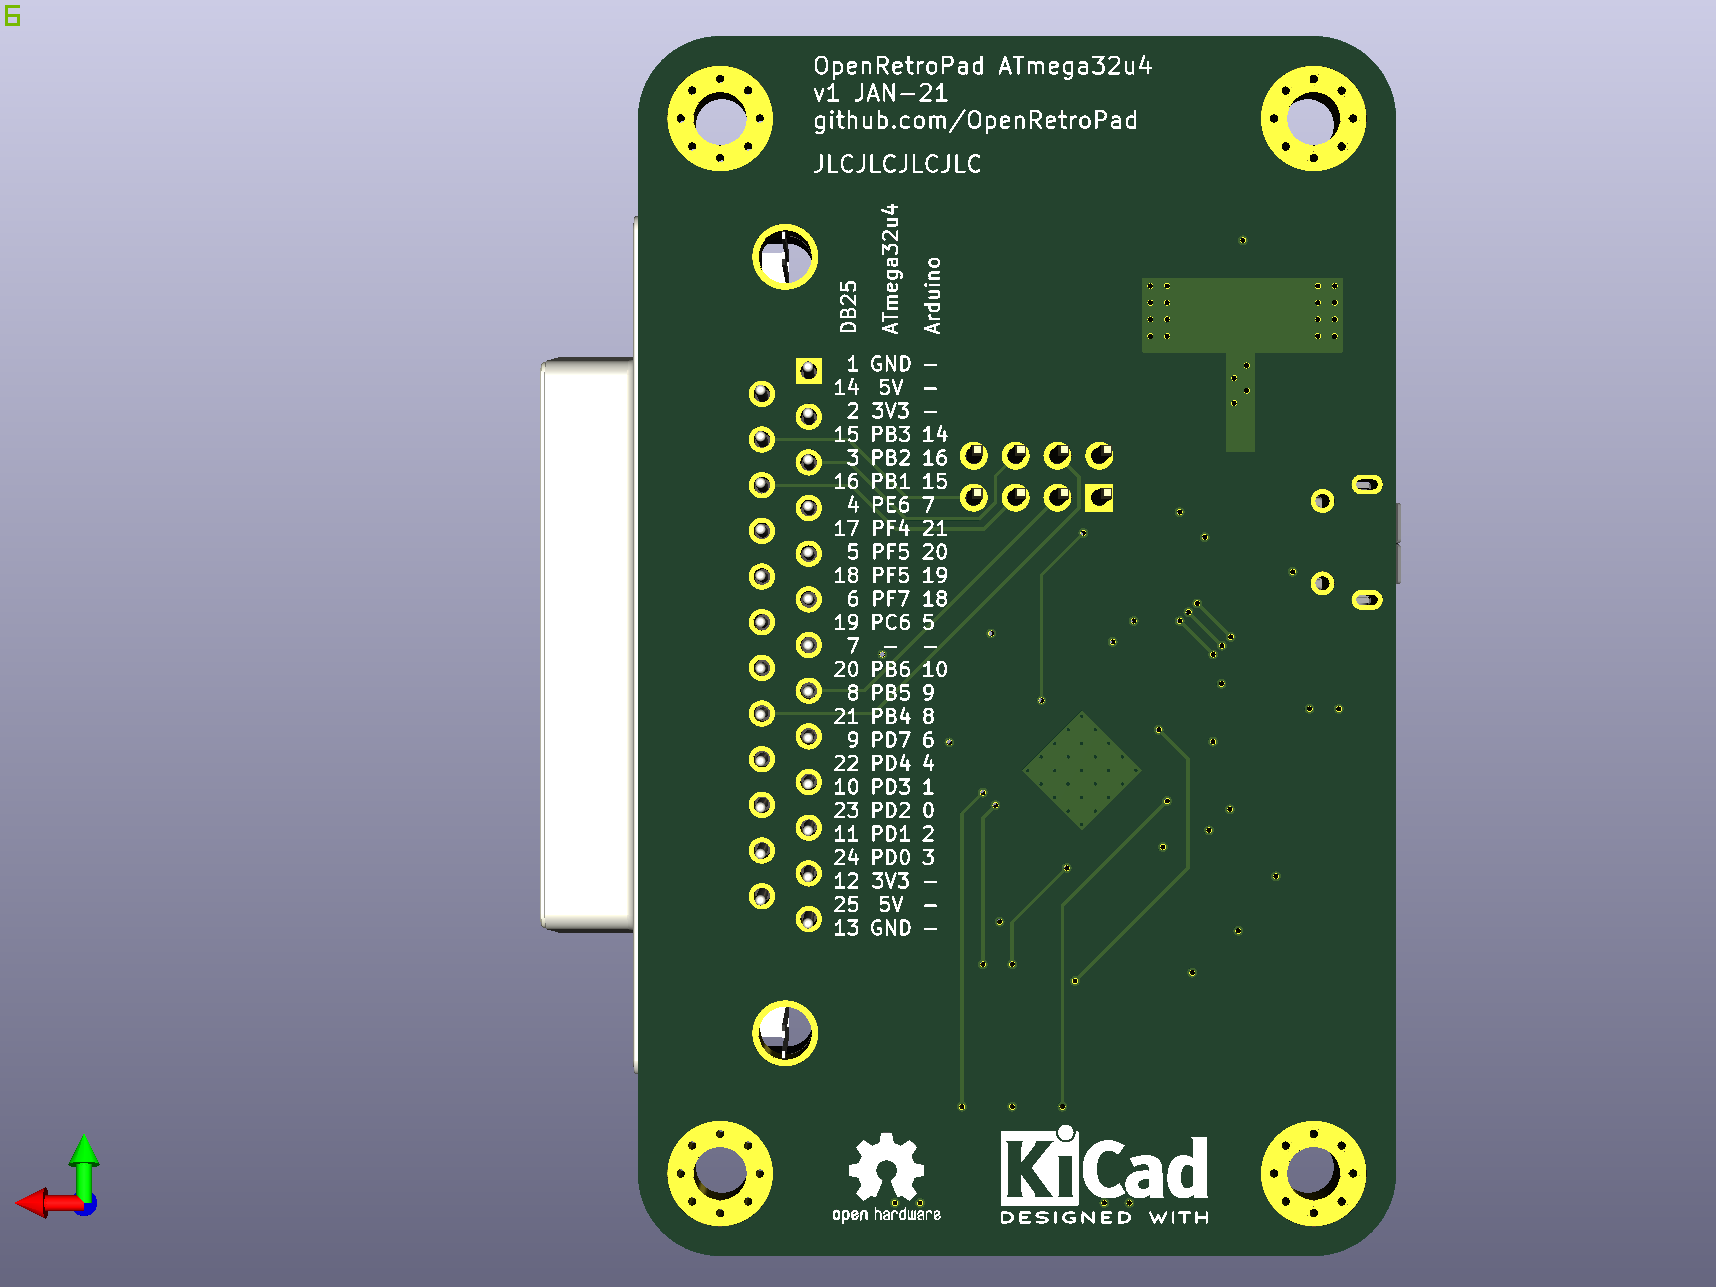 6
OpenRetroPad ATmega32u4
v1 JAN-21
github.com/OpenRetroPad
JLCJLCJLCJLC
DB25 ATmega32u4 Arduino
1 GND -
14 5V -
2 3V3 -
15 PB3 14
3 PB2 16
16 PB1 15
4 PE6 7
17 PF4 21
5 PF5 20
18 PF5 19
6 PF7 18
19 PC6 5
7 - -
20 PB6 10
8 PB5 9
21 PB4 8
9 PD7 6
22 PD4 4
10 PD3 1
23 PD2 0
11 PD1 2
24 PD0 3
12 3V3 -
25 5V -
13 GND -
open hardware
KiCad
DESIGNED WITH